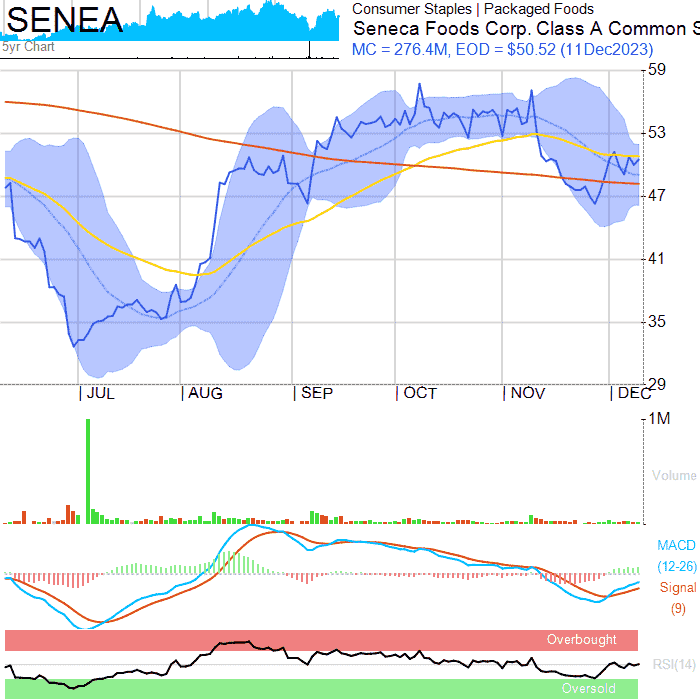 SENEA
5yr Chart
Consumer Staples | Packaged Foods
Seneca Foods Corp. Class A Common S
MC = 276.4M, EOD = $50.52 (11Dec2023)
59
53
47
41
35
29
JUL AUG SEP OCT NOV DEC
1M
Volume
MACD
(12-26)
Signal
(9)
Overbought
RSI(14)
Oversold